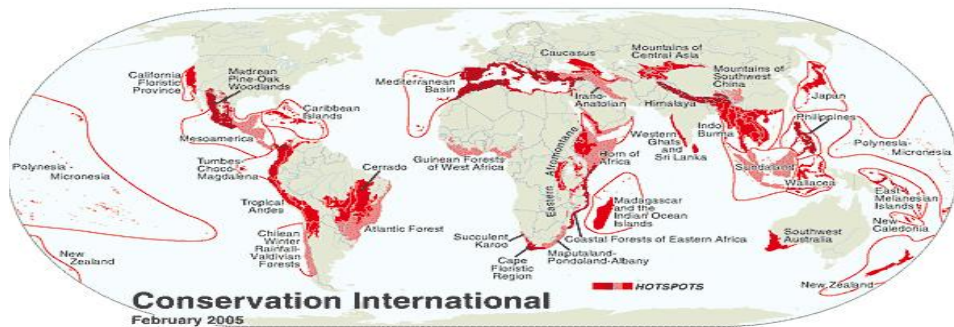 Caucasus
Mountains of
Central Asia
California
Floristic
Province
Madrean
Pine-Oak
Woodlands
Mediterranean
Basin
Mountains of
Southwest
China
Caribbean
Islands
Irano-
Anatolian
Himalaya
Japan
Mesoamerica
Indo
Burma
Philippines
Western
Ghats
and
Sri Lanka
Polynesia
Micronesia
Tumbes-
Choco-
Magdalena
Cerrado
Guinean Forests
of West Africa
Eastern Afromontane
Horn of
Africa
Sundaland
Wallacea
Polynesia-
Micronesia
Tropical
Andes
Madagascar
and the
Indian Ocean
Islands
East
Melanesian
Islands
New
Caledonia
Atlantic Forest
Chilean
Winter
Rainfall-
Valdivian
Forests
Succulent
Karoo
Cape
Floristic
Region
Coastal Forests of Eastern Africa
Maputaland-
Pondoland-Albany
Southwest
Australia
New
Zealand
New Zealand
HOTSPOTS
Conservation International
February 2005